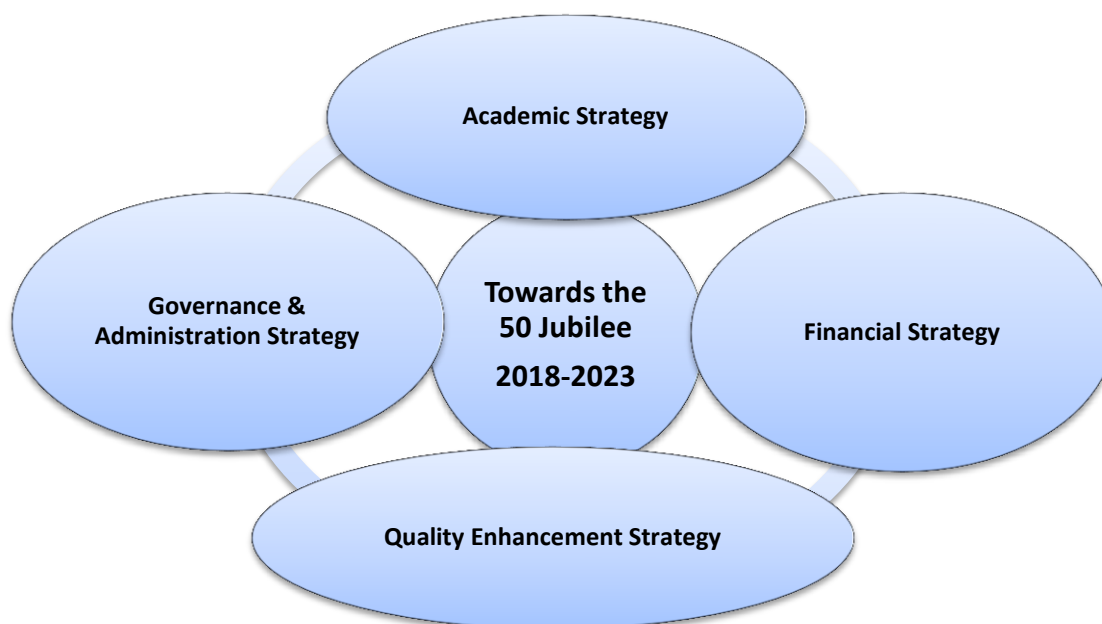 Academic Strategy
Governance &
Administration Strategy
Towards the
50 Jubilee
2018-2023
Financial Strategy
Quality Enhancement Strategy